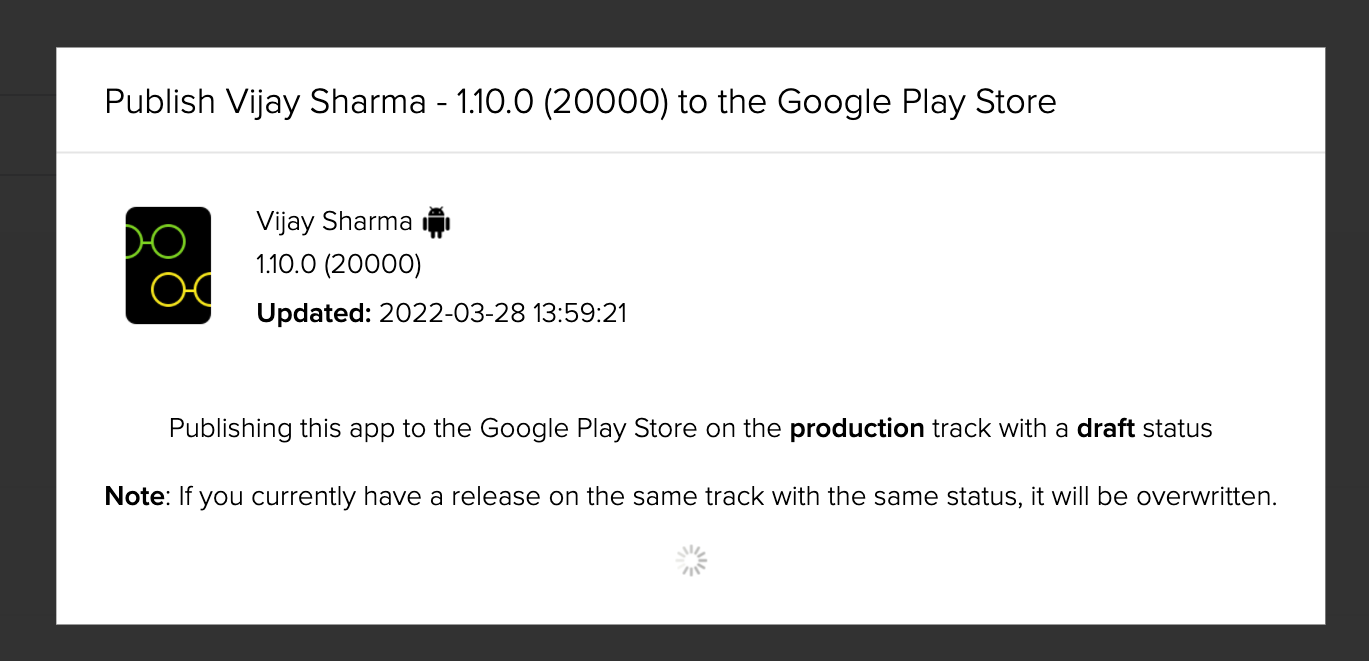 Publish Vijay Sharma - 1.10.0 (20000) to the Google Play Store
Vijay Sharma
1.10.0 (20000)
Updated: 2022-03-28 13:59:21
Publishing this app to the Google Play Store on the production track with a draft status
Note: If you currently have a release on the same track with the same status, it will be overwritten.